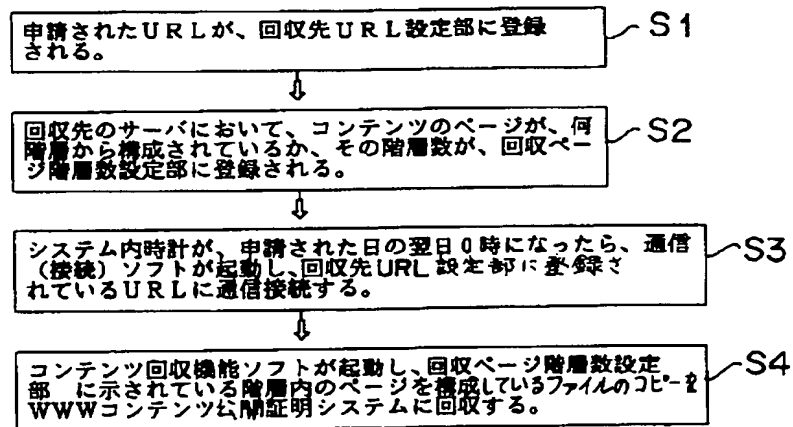 申請されたＵＲＬが、回収先ＵＲＬ設定部に登録
される。
S1
回収先のサーバにおいて、コンテンツのページが、何
階層から構成されているか、その階層数が、回収ペー
ジ階層数設定部に登録される。
S2
システム内時計が、申請された日の翌日０時になったら、通信
（接続）ソフトが起動し、回収先URL設定部に登録さ
れているＵＲＬに通信接続する。
S3
コンテンツ回収機能ソフトが起動し、回収ページ階層数設定
部　に示されている階層内のページを構成しているファイルのコピーを
ＷＷＷコンテンツ公開証明システムに回収する。
S4